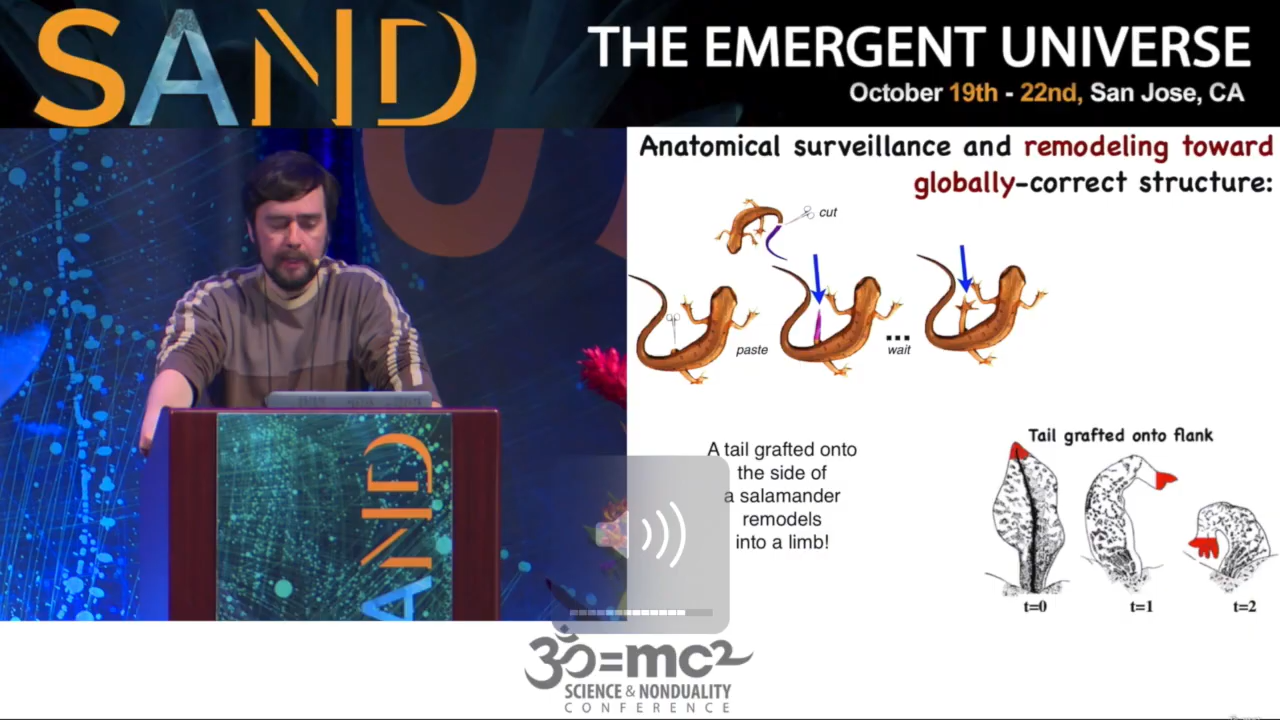 SAND
THE EMERGENT UNIVERSE
October 19th - 22nd, San Jose, CA
Anatomical surveillance and remodeling toward
globally-correct structure:
cut
paste
...
wait
A tail grafted onto
the side of
a salamander
remodels
into a limb!
Tail grafted onto flank
t=0
t=1
t=2
SAND
ॐ=mc2
SCIENCE & NONDUALITY
CONFERENCE